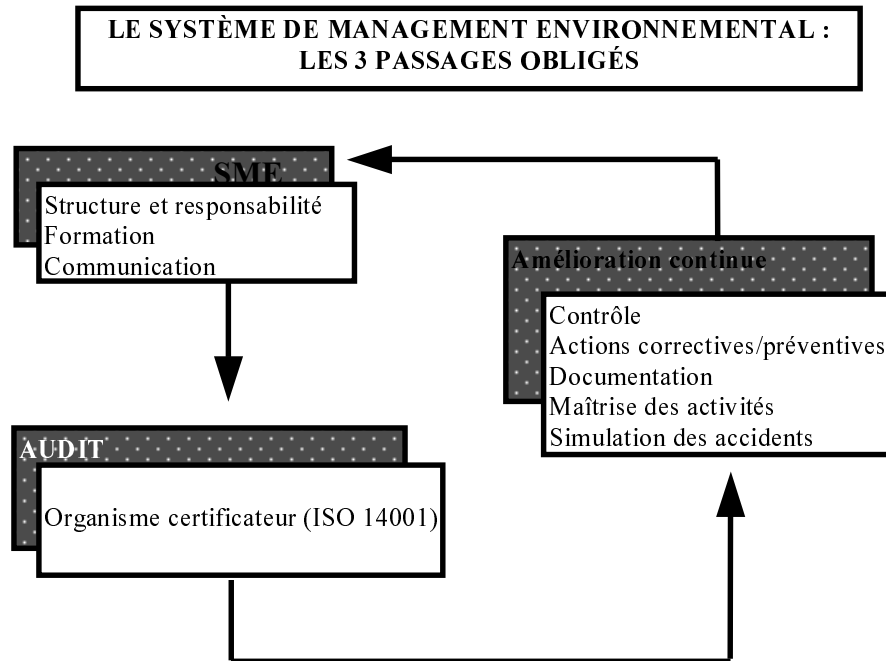 LE SYSTÈME DE MANAGEMENT ENVIRONNEMENTAL :
LES 3 PASSAGES OBLIGÉS
SME
Structure et responsabilité
Formation
Communication
AUDIT
Organisme certificateur (ISO 14001)
Amélioration continue
Contrôle
Actions correctives/préventives
Documentation
Maîtrise des activités
Simulation des accidents